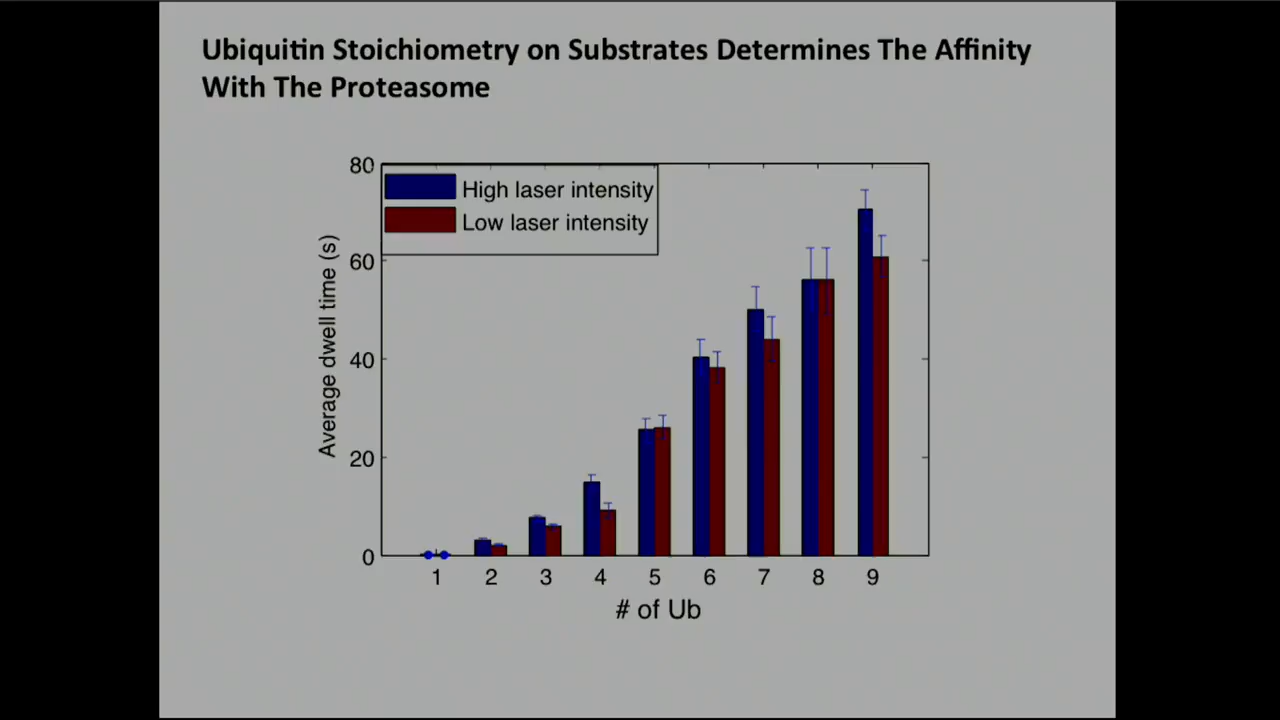 Ubiquitin Stoichiometry on Substrates Determines The Affinity
With The Proteasome
80
High laser intensity
Low laser intensity
60
Average dwell time (s)
40
20
0
1 2 3 4 5 6 7 8 9
# of Ub